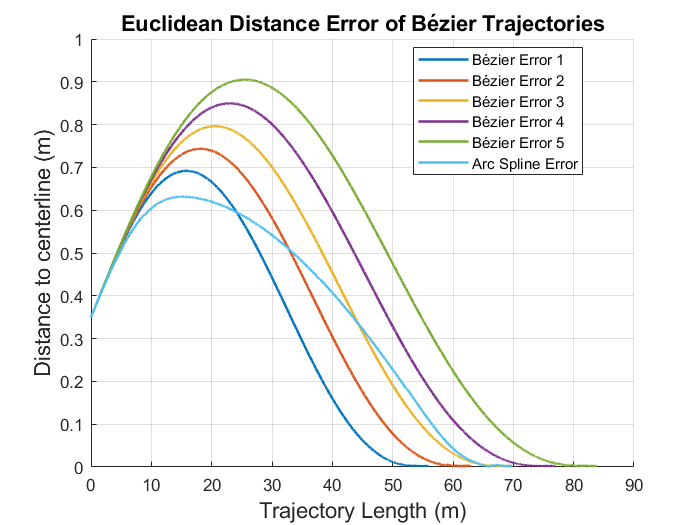 Euclidean Distance Error of Bézier Trajectories
1
0.9
0.8
0.7
0.6
0.5
0.4
0.3
0.2
0.1
0
Distance to centerline (m)
Bézier Error 1
Bézier Error 2
Bézier Error 3
Bézier Error 4
Bézier Error 5
Arc Spline Error
0 10 20 30 40 50 60 70 80 90
Trajectory Length (m)